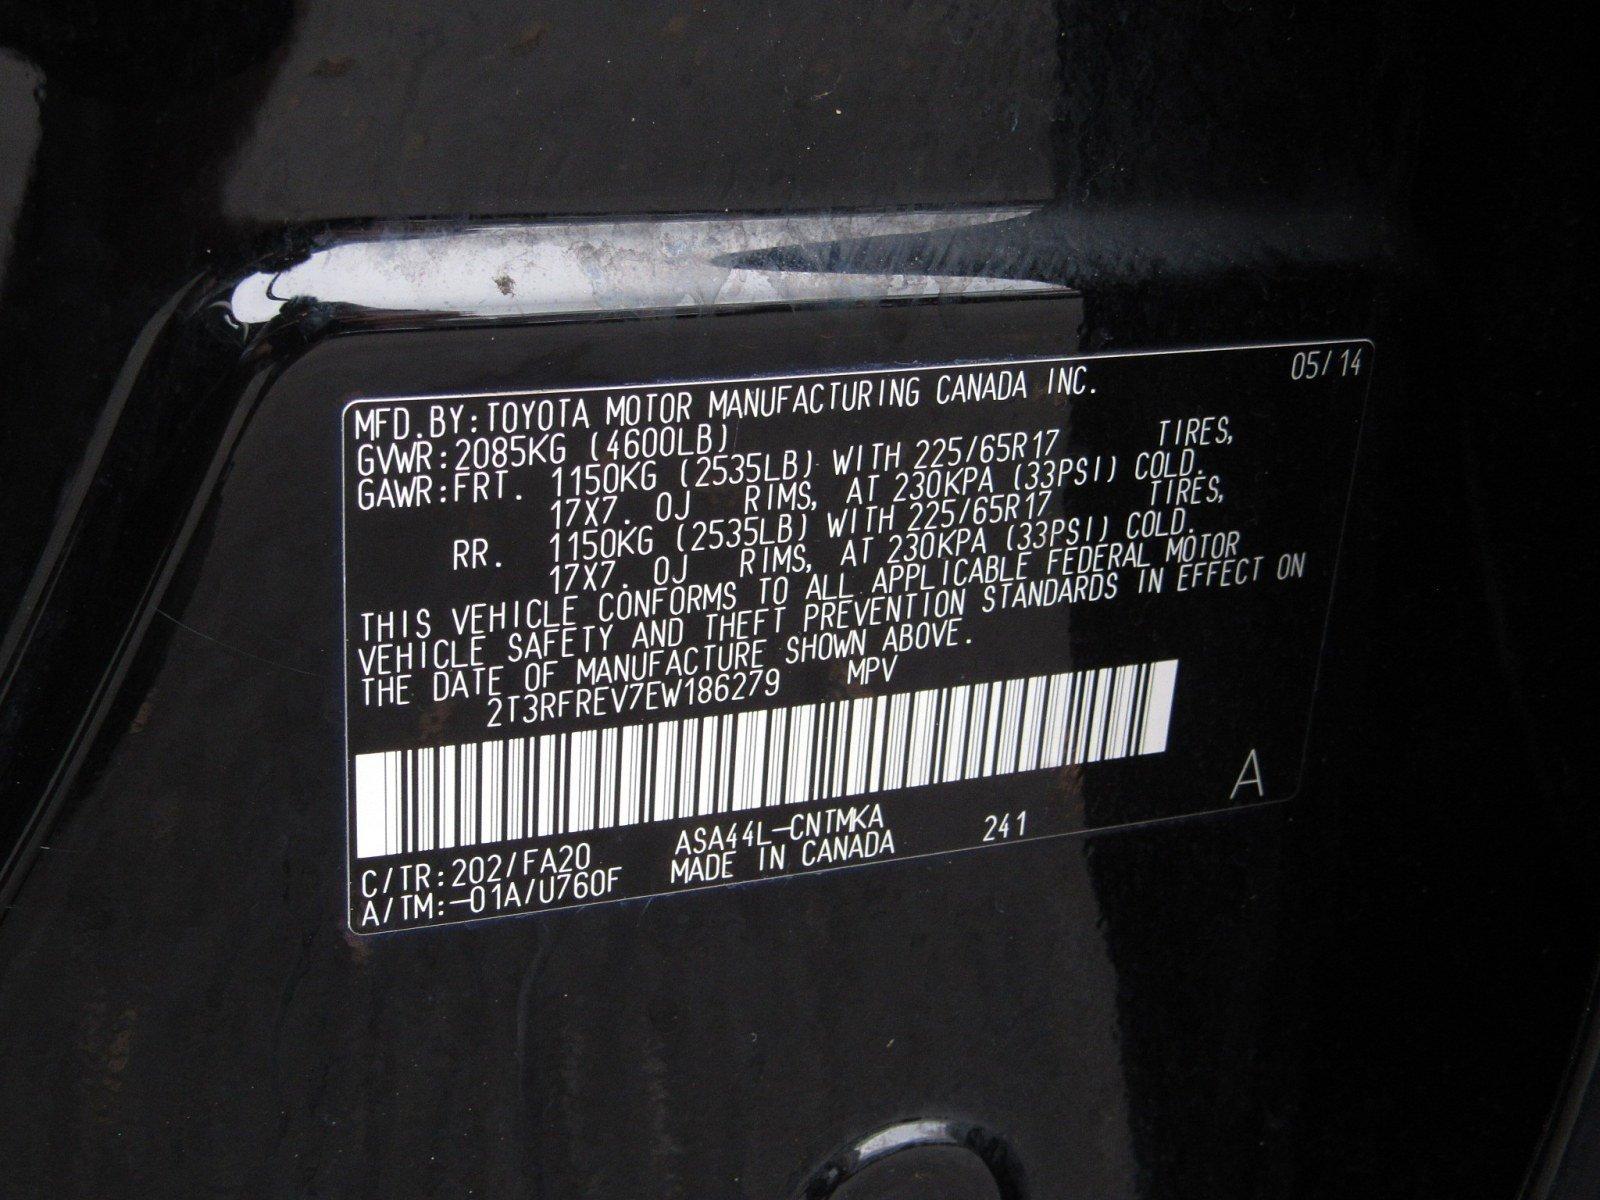 05/14
MFD.BY:TOYOTA MOTOR MANUFACTURING CANADA INC.
GVWR:2085KG (4600LB)
GAWR:FRT. 1150KG (2535LB) WITH 225/65R17 TIRES,
17X7.0J RIMS, AT 230KPA (33PSI) COLD.
RR. 1150KG (2535LB) WITH 225/65R17 TIRES,
17X7.0J RIMS, AT 230KPA (33PSI) COLD.
THIS VEHICLE CONFORMS TO ALL APPLICABLE FEDERAL MOTOR
VEHICLE SAFETY AND THEFT PREVENTION STANDARDS IN EFFECT ON
THE DATE OF MANUFACTURE SHOWN ABOVE.
2T3RFREV7EW186279 MPV
A
C/TR:202/FA20 ASA44L-CNTMKA 241
A/TM:-01A/U760F MADE IN CANADA